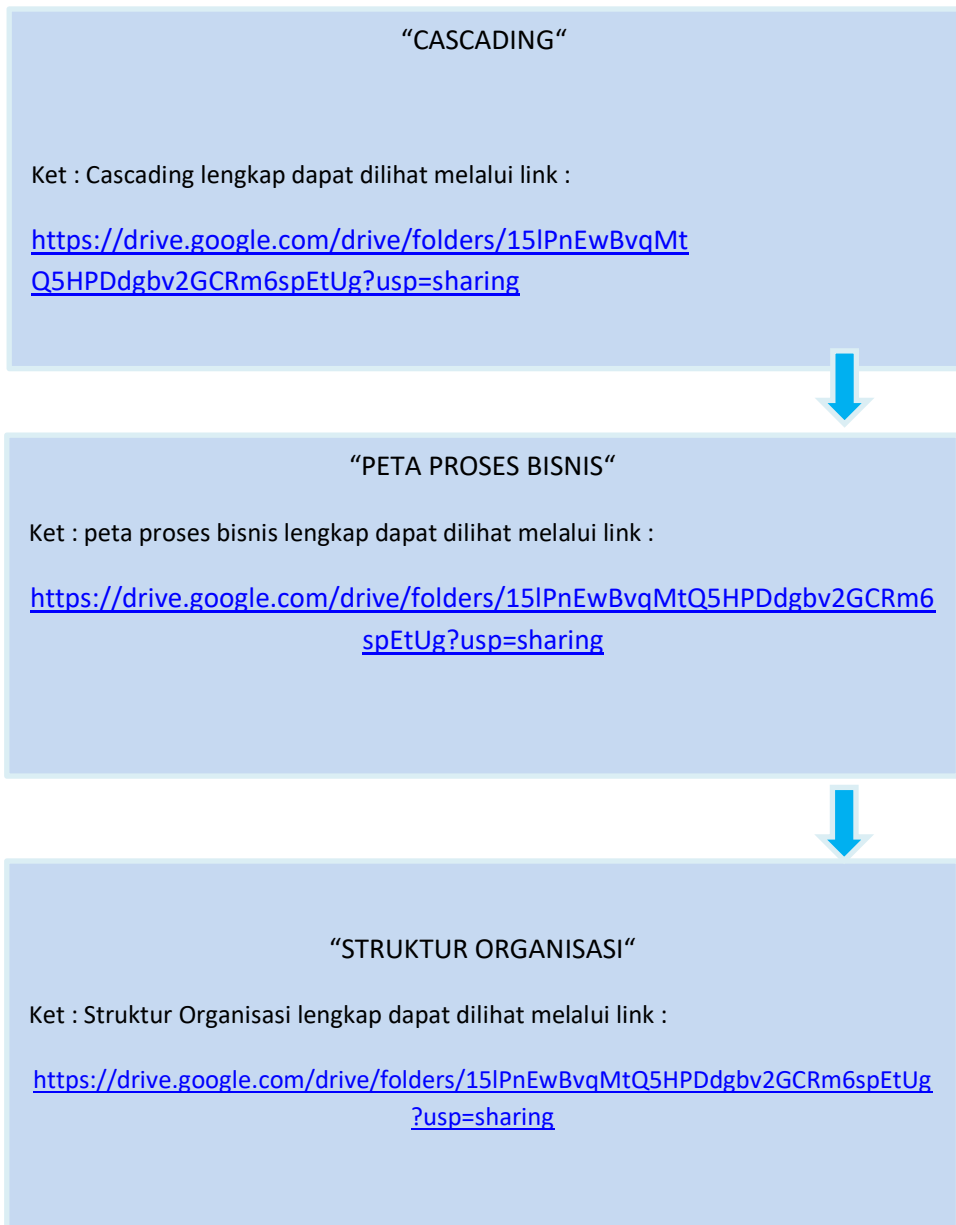 “CASCADING“
Ket : Cascading lengkap dapat dilihat melalui link :
https://drive.google.com/drive/folders/15lPnEwBvqMt
Q5HPDdgbv2GCRm6spEtUg?usp=sharing
“PETA PROSES BISNIS“
Ket : peta proses bisnis lengkap dapat dilihat melalui link :
https://drive.google.com/drive/folders/15lPnEwBvqMtQ5HPDdgbv2GCRm6
spEtUg?usp=sharing
“STRUKTUR ORGANISASI“
Ket : Struktur Organisasi lengkap dapat dilihat melalui link :
https://drive.google.com/drive/folders/15lPnEwBvqMtQ5HPDdgbv2GCRm6spEtUg
?usp=sharing